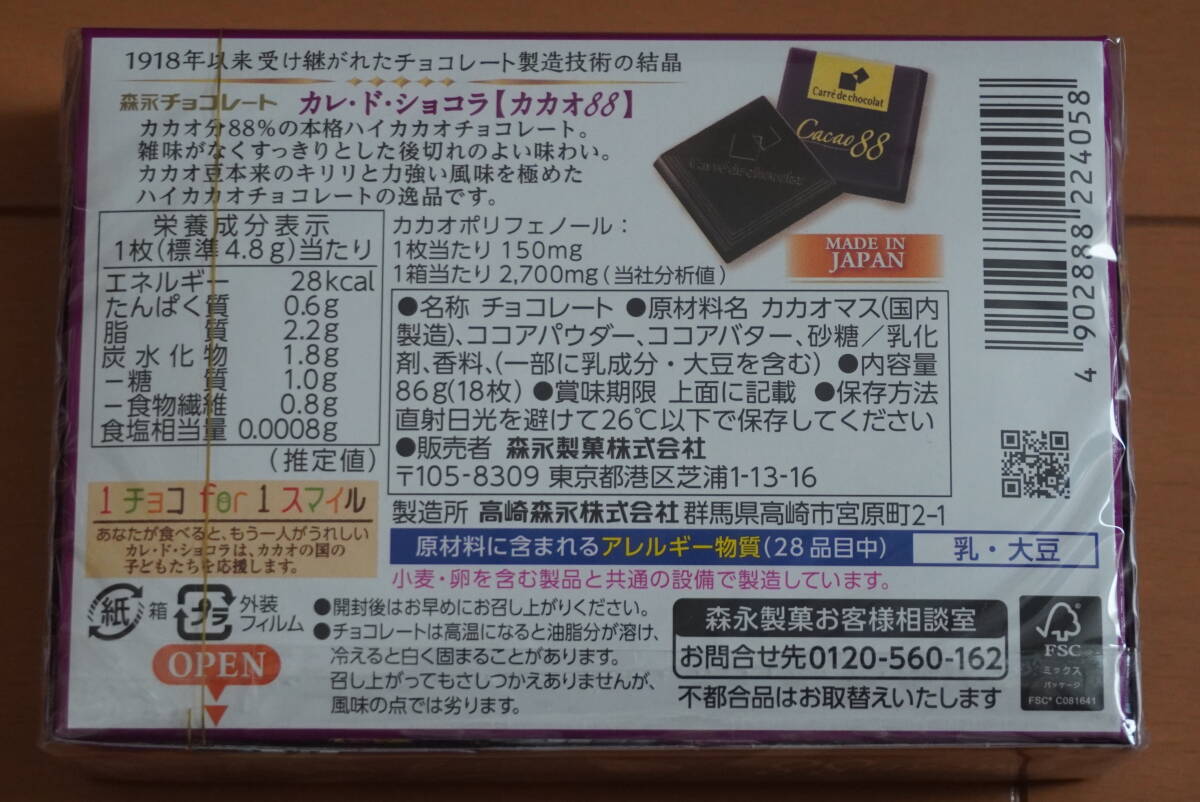 1918年以来受け継がれたチョコレート製造技術の結晶
森永チョコレート カレ・ド・ショコラ【カカオ88】
カカオ分88%の本格ハイカカオチョコレート。
雑味がなくすっきりとした後切れのよい味わい。
カカオ豆本来のキリリと力強い風味を極めた
ハイカカオチョコレートの逸品です。
Carré de chocolat
Cacao 88
Carré de chocolat
MADE IN
JAPAN
4 902888 224058
栄養成分表示
1枚(標準4.8g)当たり
エネルギー 28kcal
たんぱく質 0.6g
脂質 2.2g
炭水化物 1.8g
－糖質 1.0g
－食物繊維 0.8g
食塩相当量 0.0008g
(推定値)
カカオポリフェノール：
1枚当たり 150mg
1箱当たり 2,700mg(当社分析値)
●名称 チョコレート ●原材料名 カカオマス(国内
製造)、ココアパウダー、ココアバター、砂糖／乳化
剤、香料、(一部に乳成分・大豆を含む) ●内容量
86g(18枚) ●賞味期限 上面に記載 ●保存方法
直射日光を避けて26℃以下で保存してください
●販売者 森永製菓株式会社
〒105-8309 東京都港区芝浦1-13-16
製造所 高崎森永株式会社 群馬県高崎市宮原町2-1
原材料に含まれるアレルギー物質(28品目中) 乳・大豆
小麦・卵を含む製品と共通の設備で製造しています。
1 チョコ for 1 スマイル
あなたが食べると、もう一人がうれしい
カレ・ド・ショコラは、カカオの国の
子どもたちを応援します。
紙 箱 プラ 外装
フィルム
OPEN
●開封後はお早めにお召し上がりください。
●チョコレートは高温になると油脂分が溶け、
冷えると白く固まることがあります。
召し上がってもさしつかえありませんが、
風味の点では劣ります。
森永製菓お客様相談室
お問合せ先0120-560-162
不都合品はお取替えいたします
FSC
ミックス
パッケージ
FSC® C081641